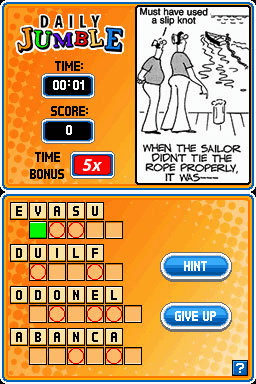 DAILY
JUMBLE
TIME:
00:01
SCORE:
0
TIME
BONUS
5x
Must have used
a slip knot
WHEN THE SAILOR
DIDN'T TIE THE
ROPE PROPERLY,
IT WAS---
E Y A S U
D U I L F
O D O N E L
A B A N C A
HINT
GIVE UP
?